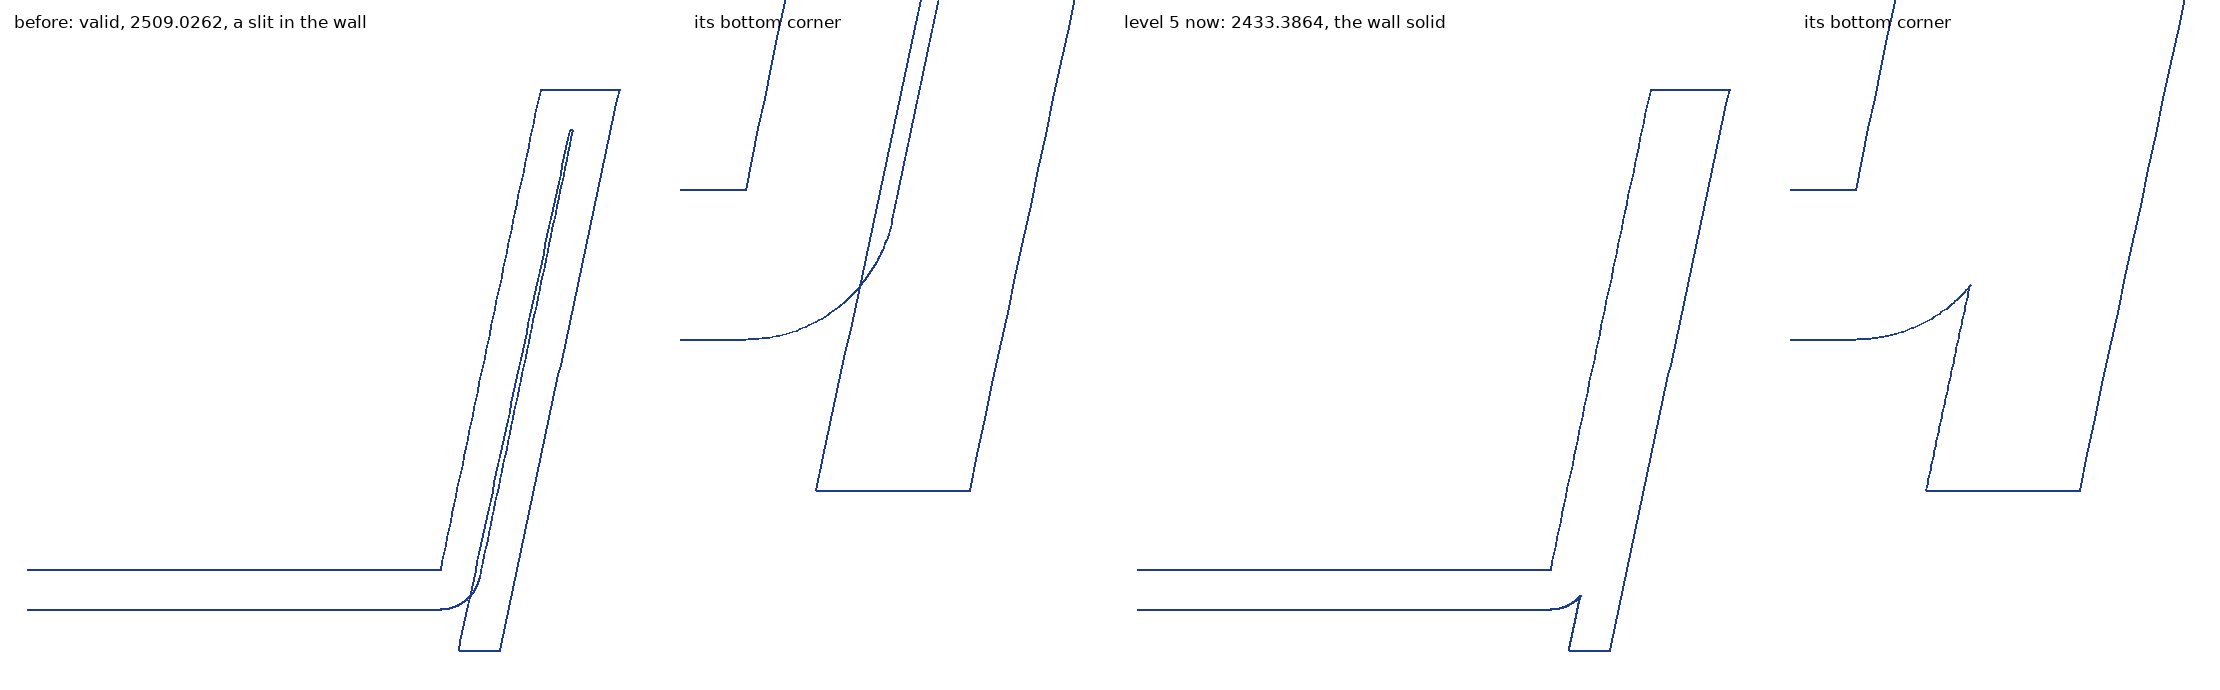 before: valid, 2509.0262, a slit in the wall
its bottom corner
level 5 now: 2433.3864, the wall solid
its bottom corner